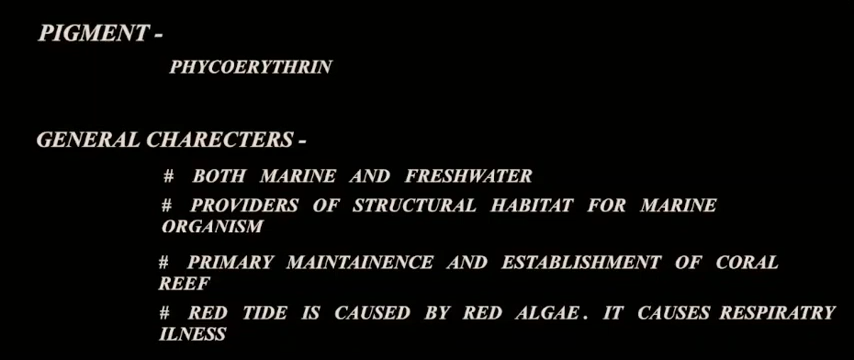 PIGMENT -
PHYCOERYTHRIN
GENERAL CHARECTERS -
# BOTH MARINE AND FRESHWATER
# PROVIDERS OF STRUCTURAL HABITAT FOR MARINE
ORGANISM
# PRIMARY MAINTAINENCE AND ESTABLISHMENT OF CORAL
REEF
# RED TIDE IS CAUSED BY RED ALGAE. IT CAUSES RESPIRATRY
ILNESS